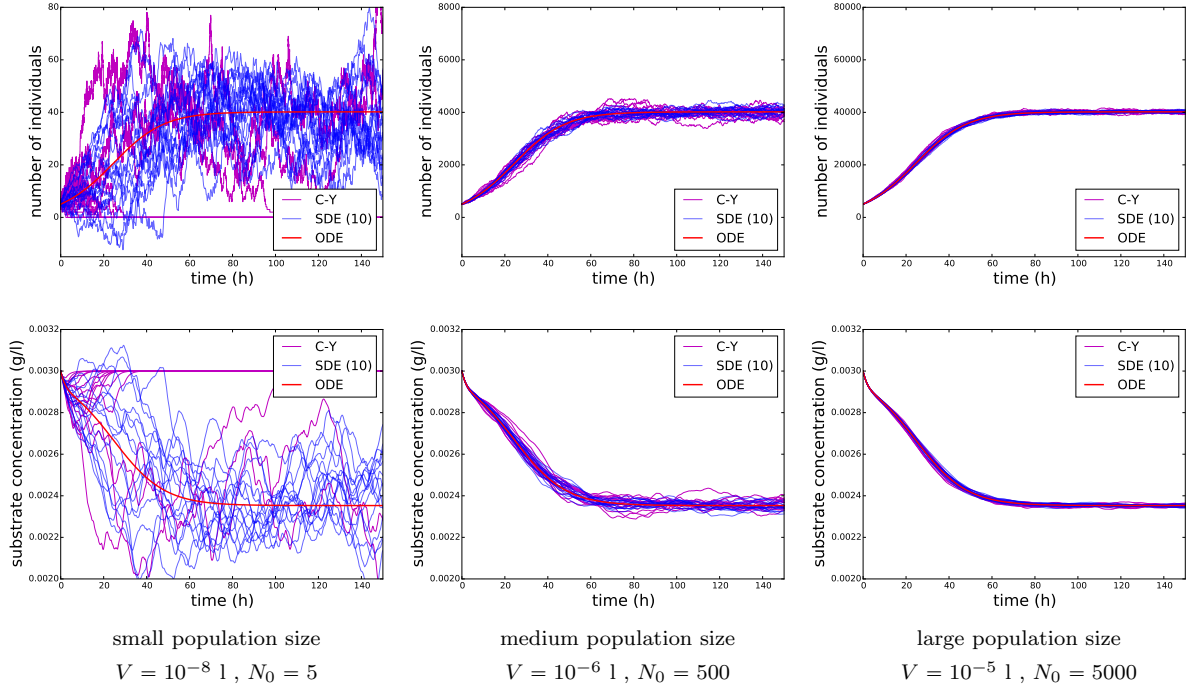 80
60
40
20
0
0 20 40 60 80 100 120 140
number of individuals
time (h)
C-Y
SDE (10)
ODE
8000
6000
4000
2000
0
0 20 40 60 80 100 120 140
number of individuals
time (h)
C-Y
SDE (10)
ODE
80000
60000
40000
20000
0
0 20 40 60 80 100 120 140
number of individuals
time (h)
C-Y
SDE (10)
ODE
0.0032
0.0030
0.0028
0.0026
0.0024
0.0022
0.0020
0 20 40 60 80 100 120 140
substrate concentration (g/l)
time (h)
C-Y
SDE (10)
ODE
0.0032
0.0030
0.0028
0.0026
0.0024
0.0022
0.0020
0 20 40 60 80 100 120 140
substrate concentration (g/l)
time (h)
C-Y
SDE (10)
ODE
0.0032
0.0030
0.0028
0.0026
0.0024
0.0022
0.0020
0 20 40 60 80 100 120 140
substrate concentration (g/l)
time (h)
C-Y
SDE (10)
ODE
small population size
V = 10⁻⁸ l , N₀ = 5
medium population size
V = 10⁻⁶ l , N₀ = 500
large population size
V = 10⁻⁵ l , N₀ = 5000